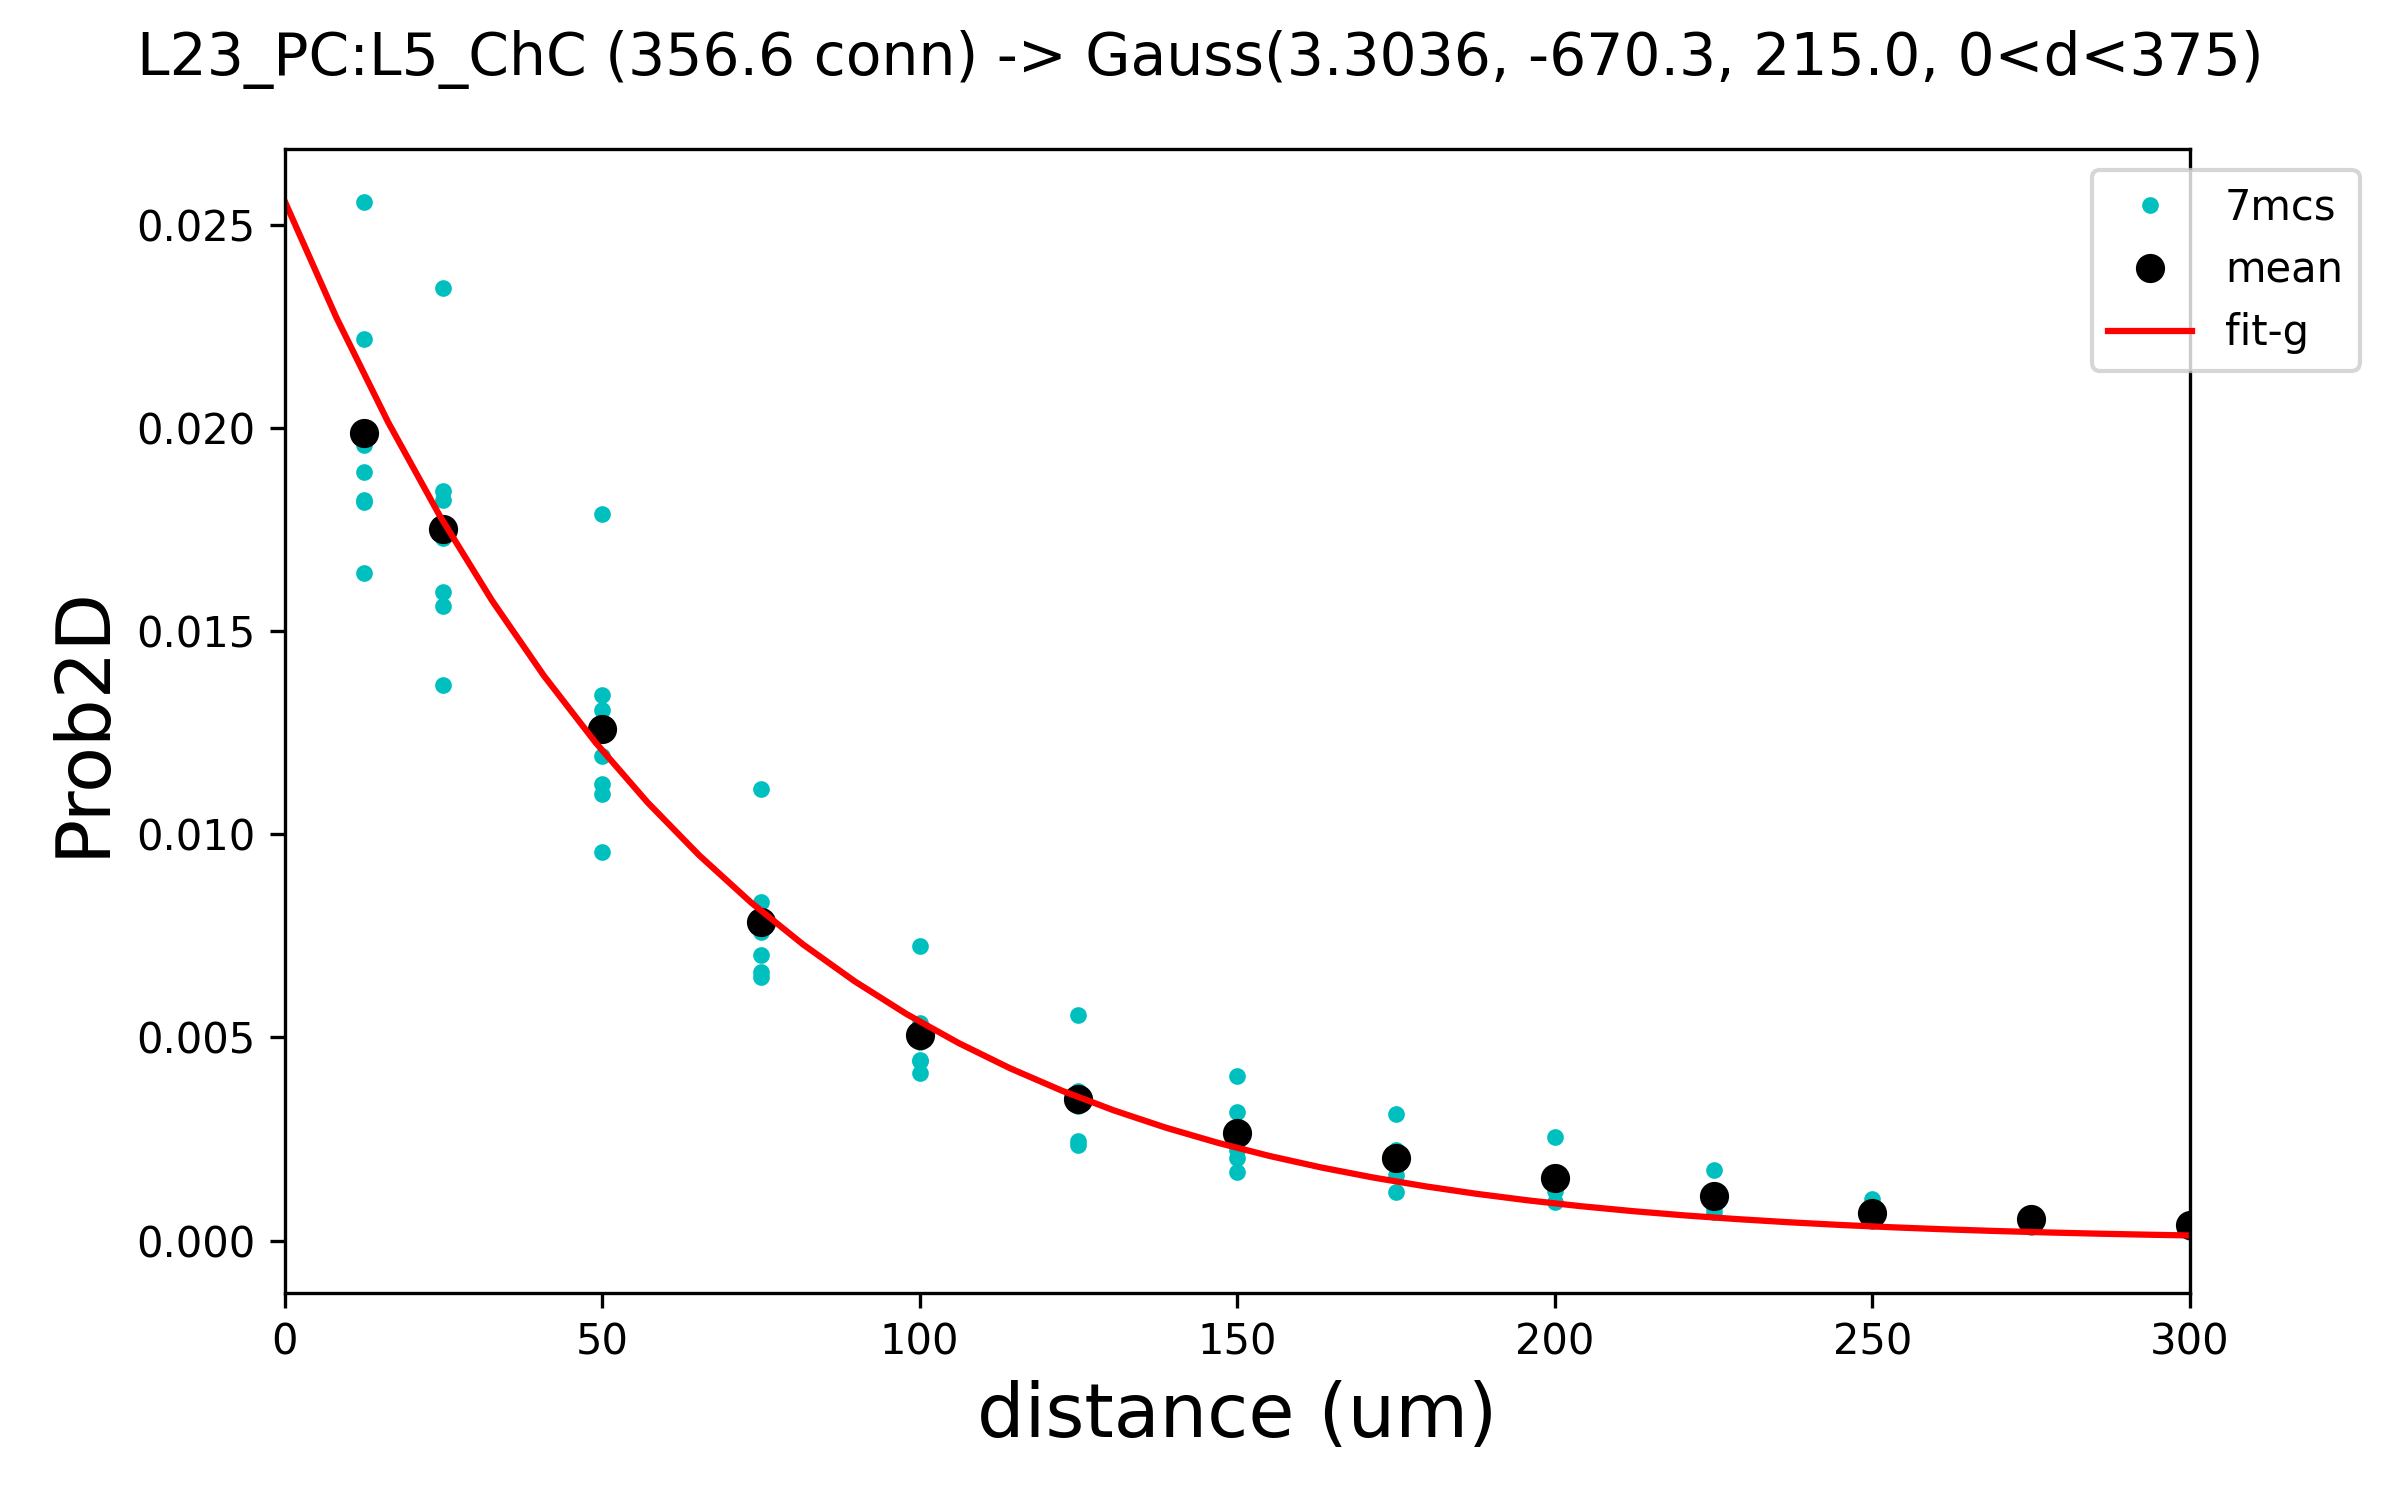 L23_PC:L5_ChC (356.6 conn) -> Gauss(3.3036, -670.3, 215.0, 0<d<375)
7mcs
mean
fit-g
Prob2D
0.025
0.020
0.015
0.010
0.005
0.000
0 50 100 150 200 250 300
distance (um)